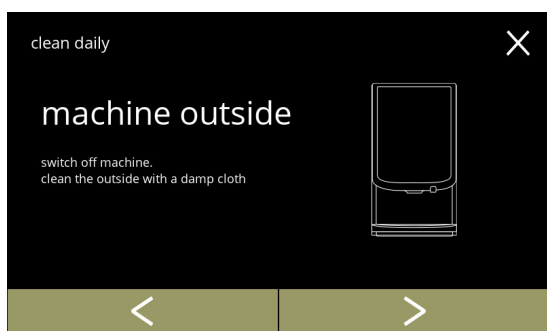 clean daily
machine outside
switch off machine.
clean the outside with a damp cloth